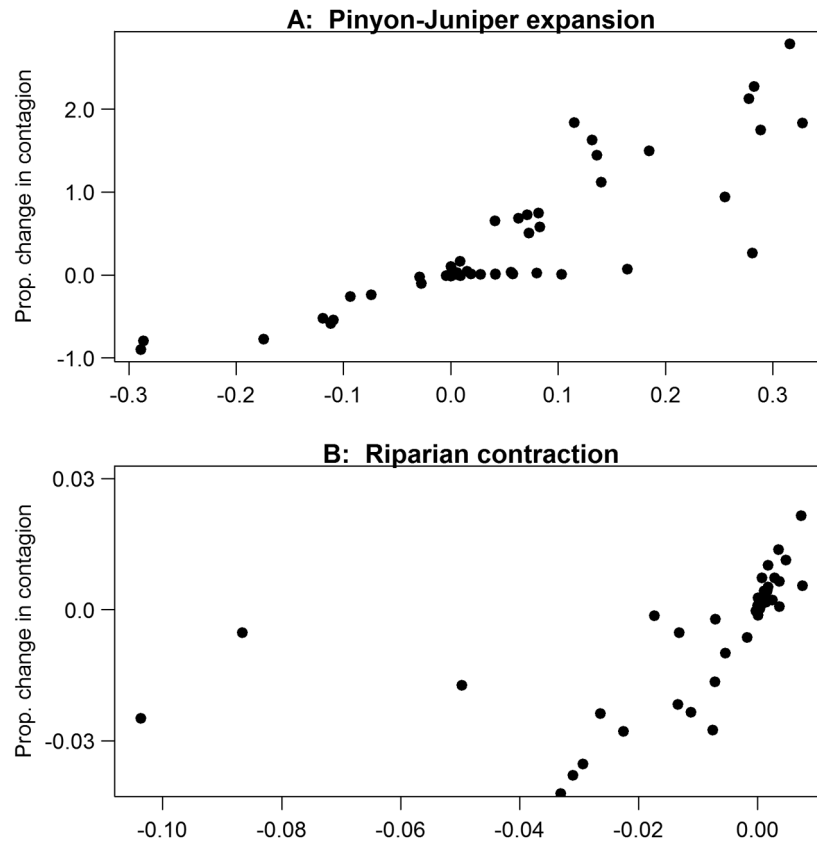 A: Pinyon-Juniper expansion
Prop. change in contagion
2.0
1.0
0.0
-1.0
-0.3 -0.2 -0.1 0.0 0.1 0.2 0.3
B: Riparian contraction
Prop. change in contagion
0.03
0.0
-0.03
-0.10 -0.08 -0.06 -0.04 -0.02 0.00